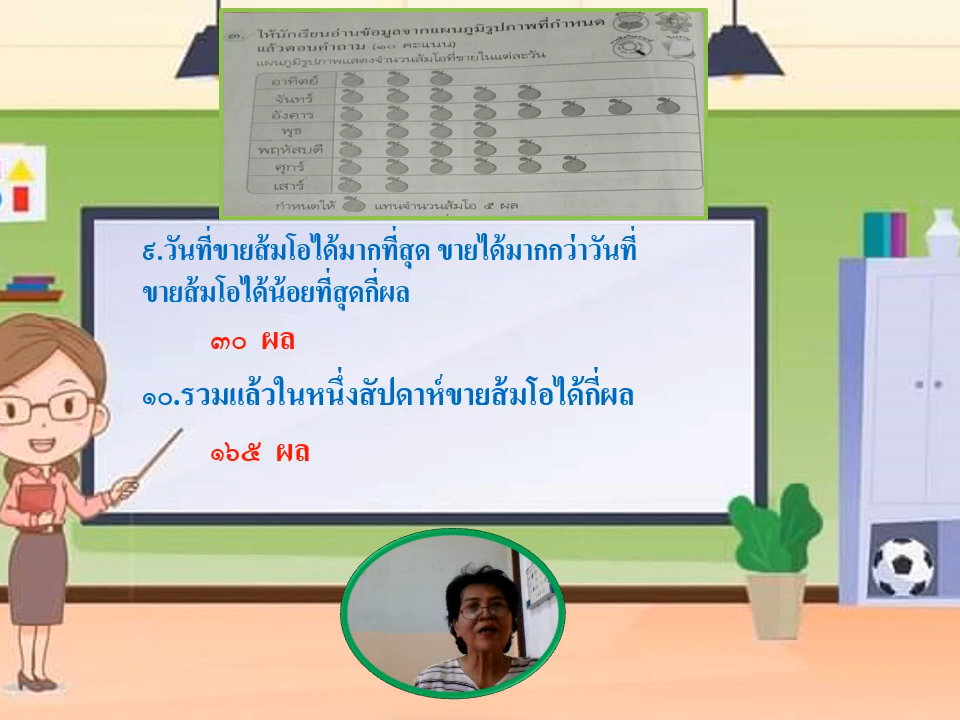 ๓. ให้นักเรียนอ่านข้อมูลจากแผนภูมิรูปภาพที่กำหนด
แล้วตอบคำถาม (๑๐ คะแนน)
แผนภูมิรูปภาพแสดงจำนวนส้มโอที่ขายในแต่ละวัน
อาทิตย์
จันทร์
อังคาร
พุธ
พฤหัสบดี
ศุกร์
เสาร์
กำหนดให้ แทนจำนวนส้มโอ ๕ ผล
๙.วันที่ขายส้มโอได้มากที่สุด ขายได้มากกว่าวันที่
ขายส้มโอได้น้อยที่สุดกี่ผล
๓๐ ผล
๑๐.รวมแล้วในหนึ่งสัปดาห์ขายส้มโอได้กี่ผล
๑๖๕ ผล